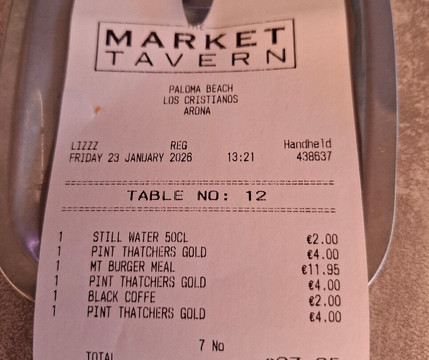 THE
MARKET
TAVERN
PALOMA BEACH
LOS CRISTIANOS
ARONA
LIZZZ REG Handheld
FRIDAY 23 JANUARY 2026 13:21 438637
TABLE NO: 12
1 STILL WATER 50CL €2.00
1 PINT THATCHERS GOLD €4.00
1 MT BURGER MEAL €11.95
1 PINT THATCHERS GOLD €4.00
1 BLACK COFFE €2.00
1 PINT THATCHERS GOLD €4.00
7 No
TOTAL